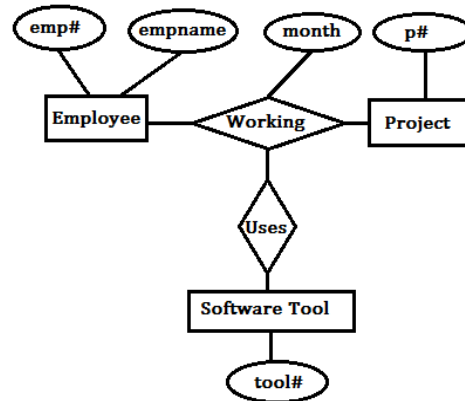 emp#
empname
month
p#
Employee
Working
Project
Uses
Software Tool
tool#